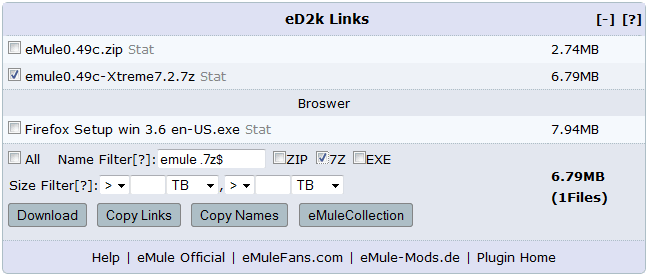 eD2k Links [-] [?]
eMule0.49c.zip Stat 2.74MB
emule0.49c-Xtreme7.2.7z Stat 6.79MB
Broswer
Firefox Setup win 3.6 en-US.exe Stat 7.94MB
All Name Filter[?]: emule .7z$ ZIP 7Z EXE
Size Filter[?]: > TB , > TB
6.79MB
(1Files)
Download Copy Links Copy Names eMuleCollection
Help | eMule Official | eMuleFans.com | eMule-Mods.de | Plugin Home